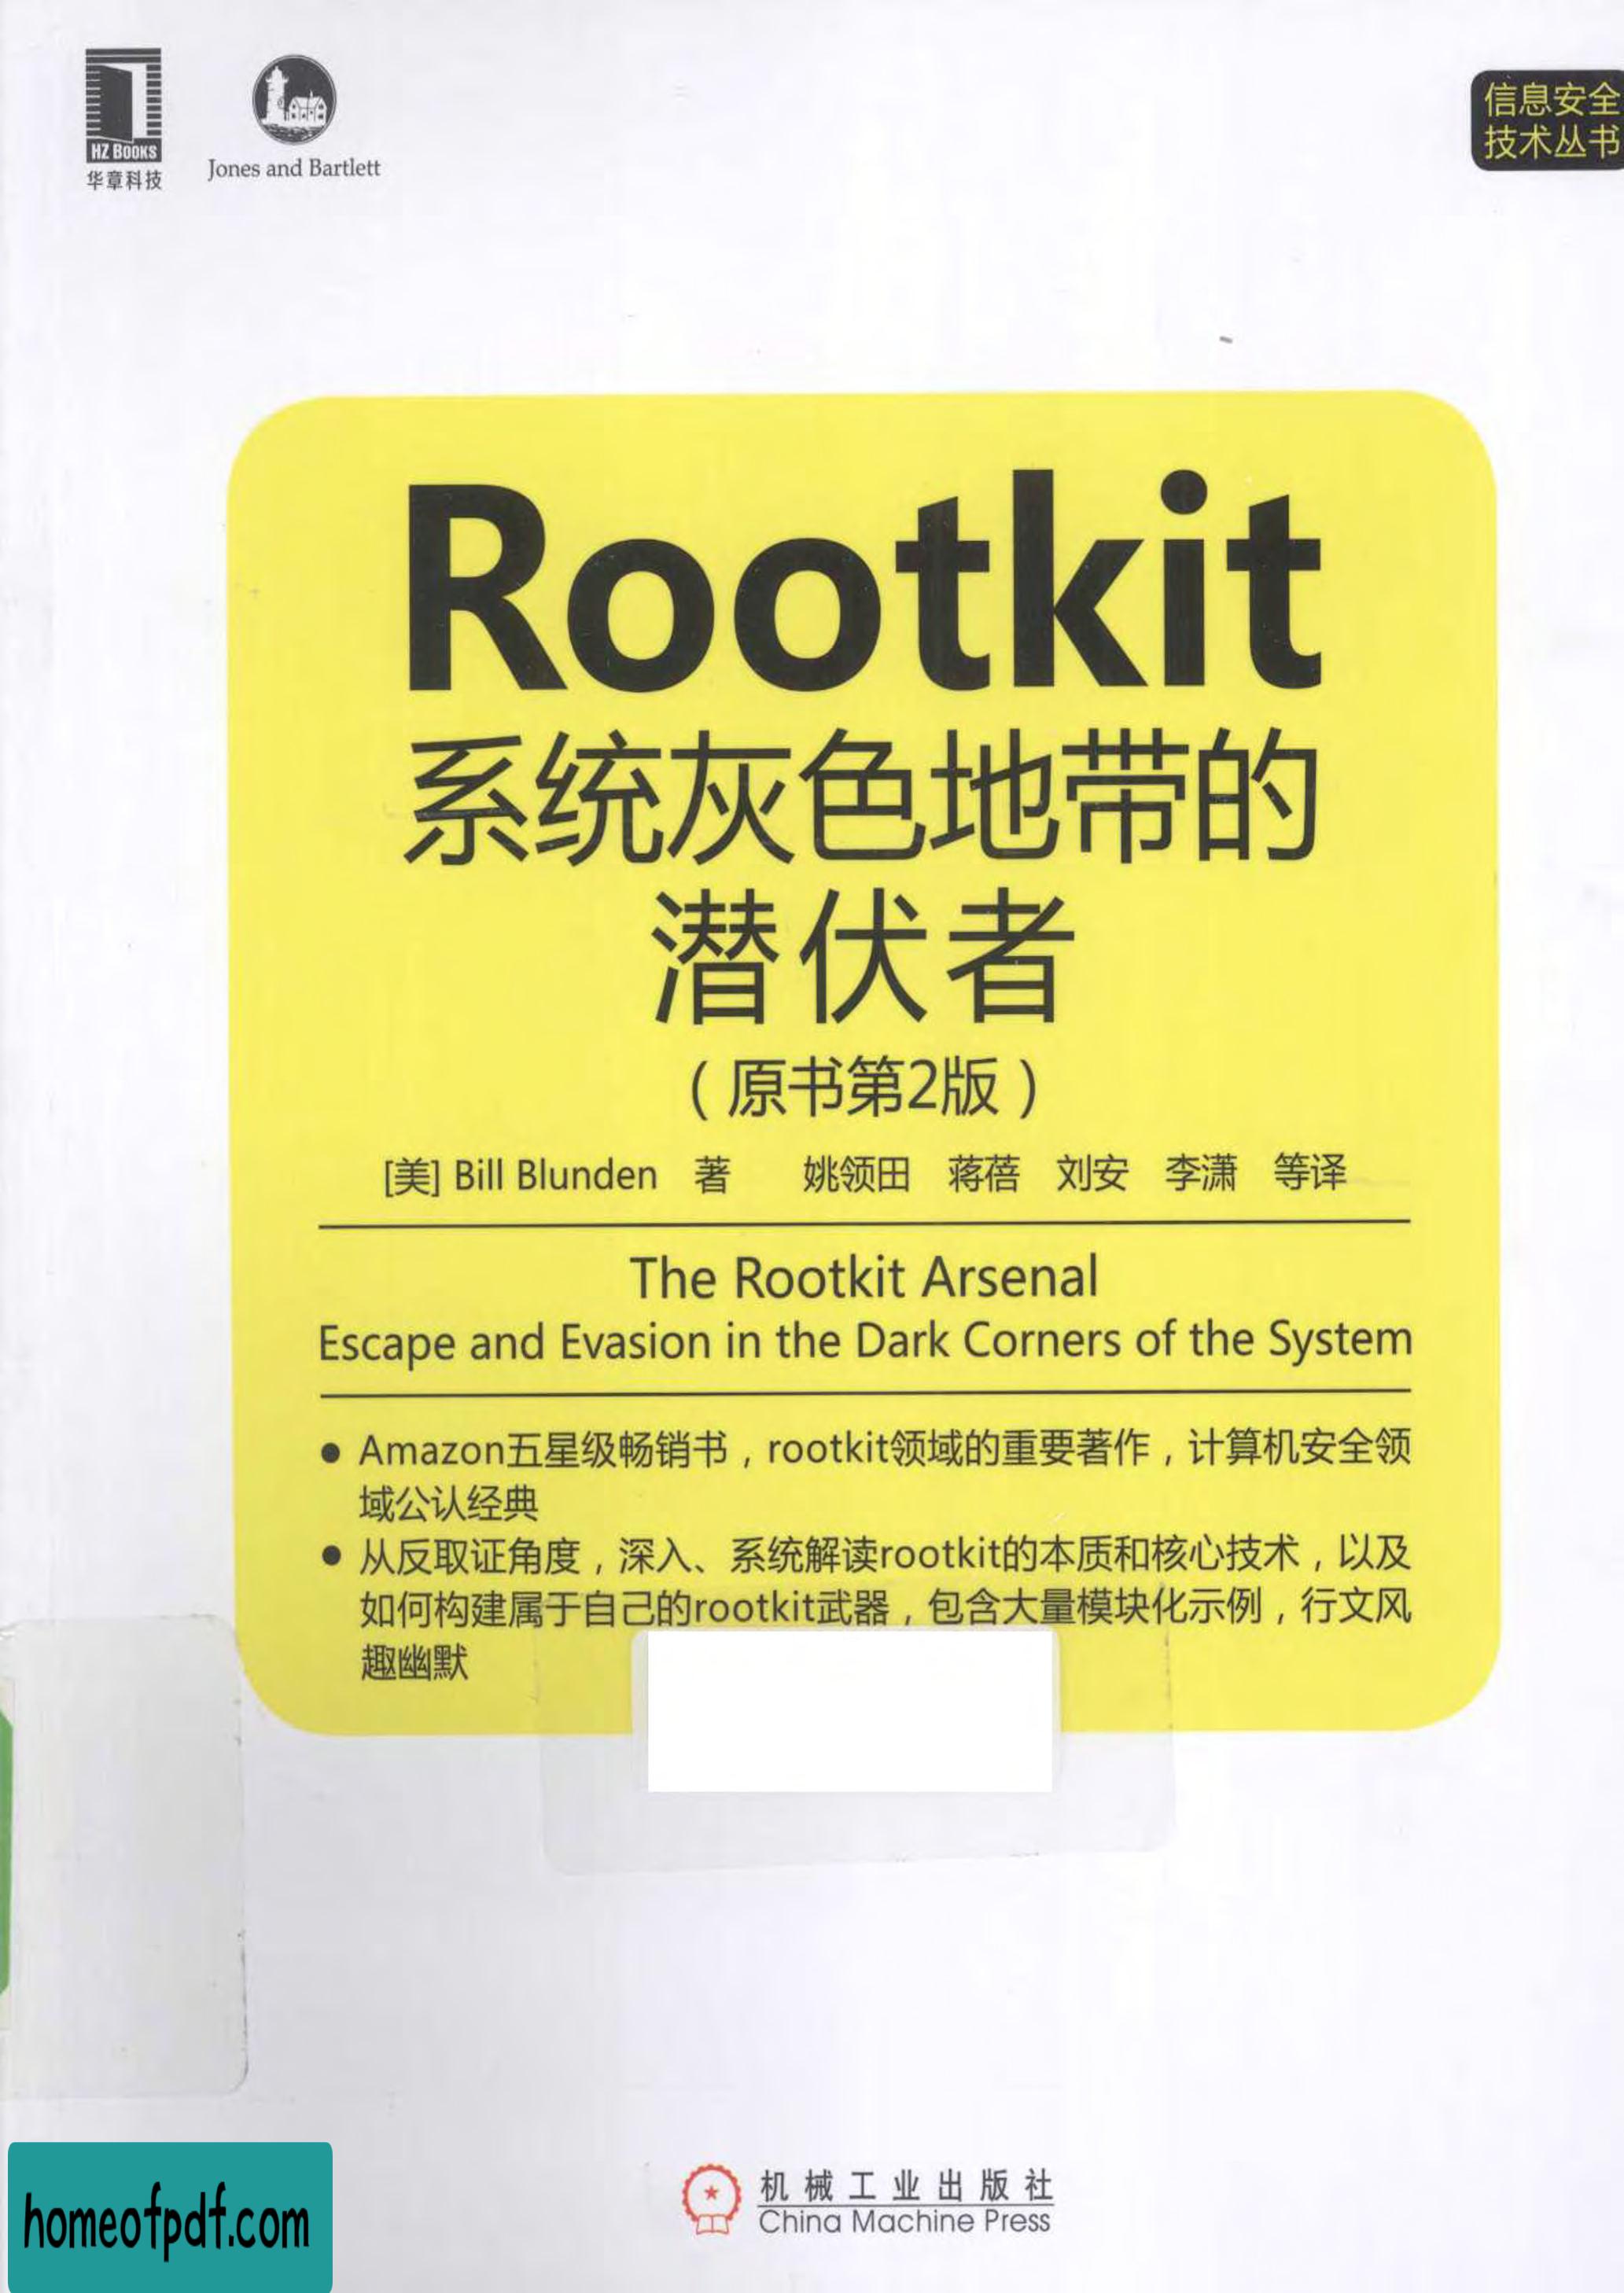 HZ BOOKS
华章科技
Jones and Bartlett
信息安全
技术丛书
Rootkit
系统灰色地带的
潜伏者
（原书第2版）
[美] Bill Blunden 著 姚领田 蒋蓓 刘安 李潇 等译
The Rootkit Arsenal
Escape and Evasion in the Dark Corners of the System
● Amazon五星级畅销书，rootkit领域的重要著作，计算机安全领
域公认经典
● 从反取证角度，深入、系统解读rootkit的本质和核心技术，以及
如何构建属于自己的rootkit武器，包含大量模块化示例，行文风
趣幽默
机械工业出版社
China Machine Press
homeofpdf.com